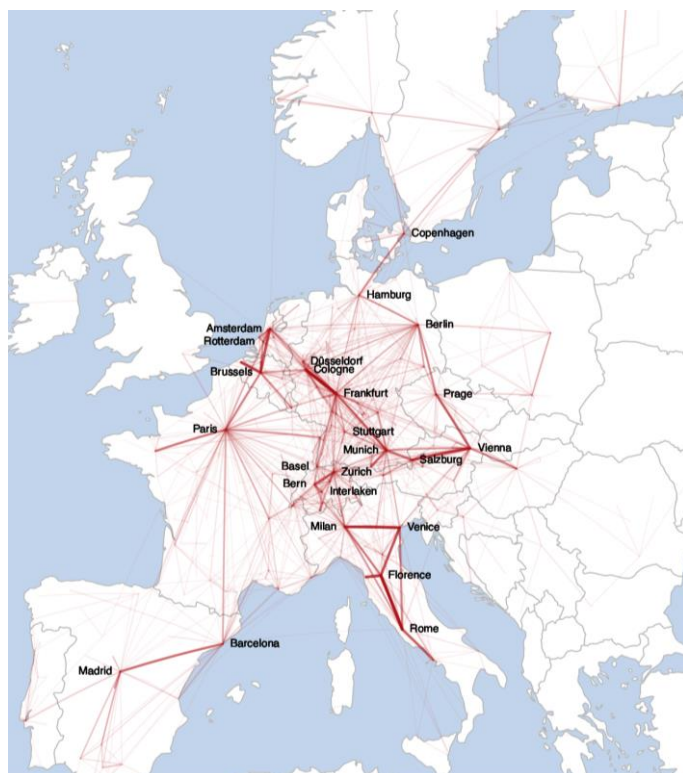 Copenhagen
Hamburg
Amsterdam
Berlin
Rotterdam
Düsseldorf
Cologne
Brussels
Frankfurt
Prage
Paris
Stuttgart
Munich
Vienna
Salzburg
Basel
Zurich
Bern
Interlaken
Milan
Venice
Florence
Rome
Barcelona
Madrid